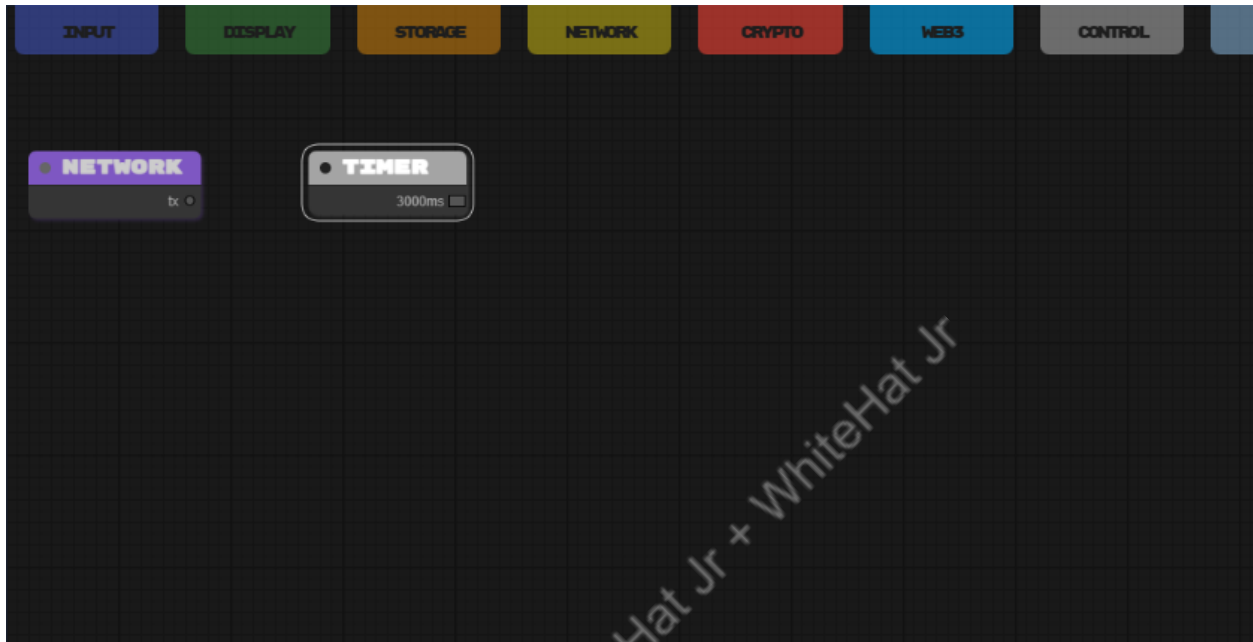 INPUT
DISPLAY
STORAGE
NETWORK
CRYPTO
WEB3
CONTROL
NETWORK
tx
TIMER
3000ms
Hat Jr + WhiteHat Jr